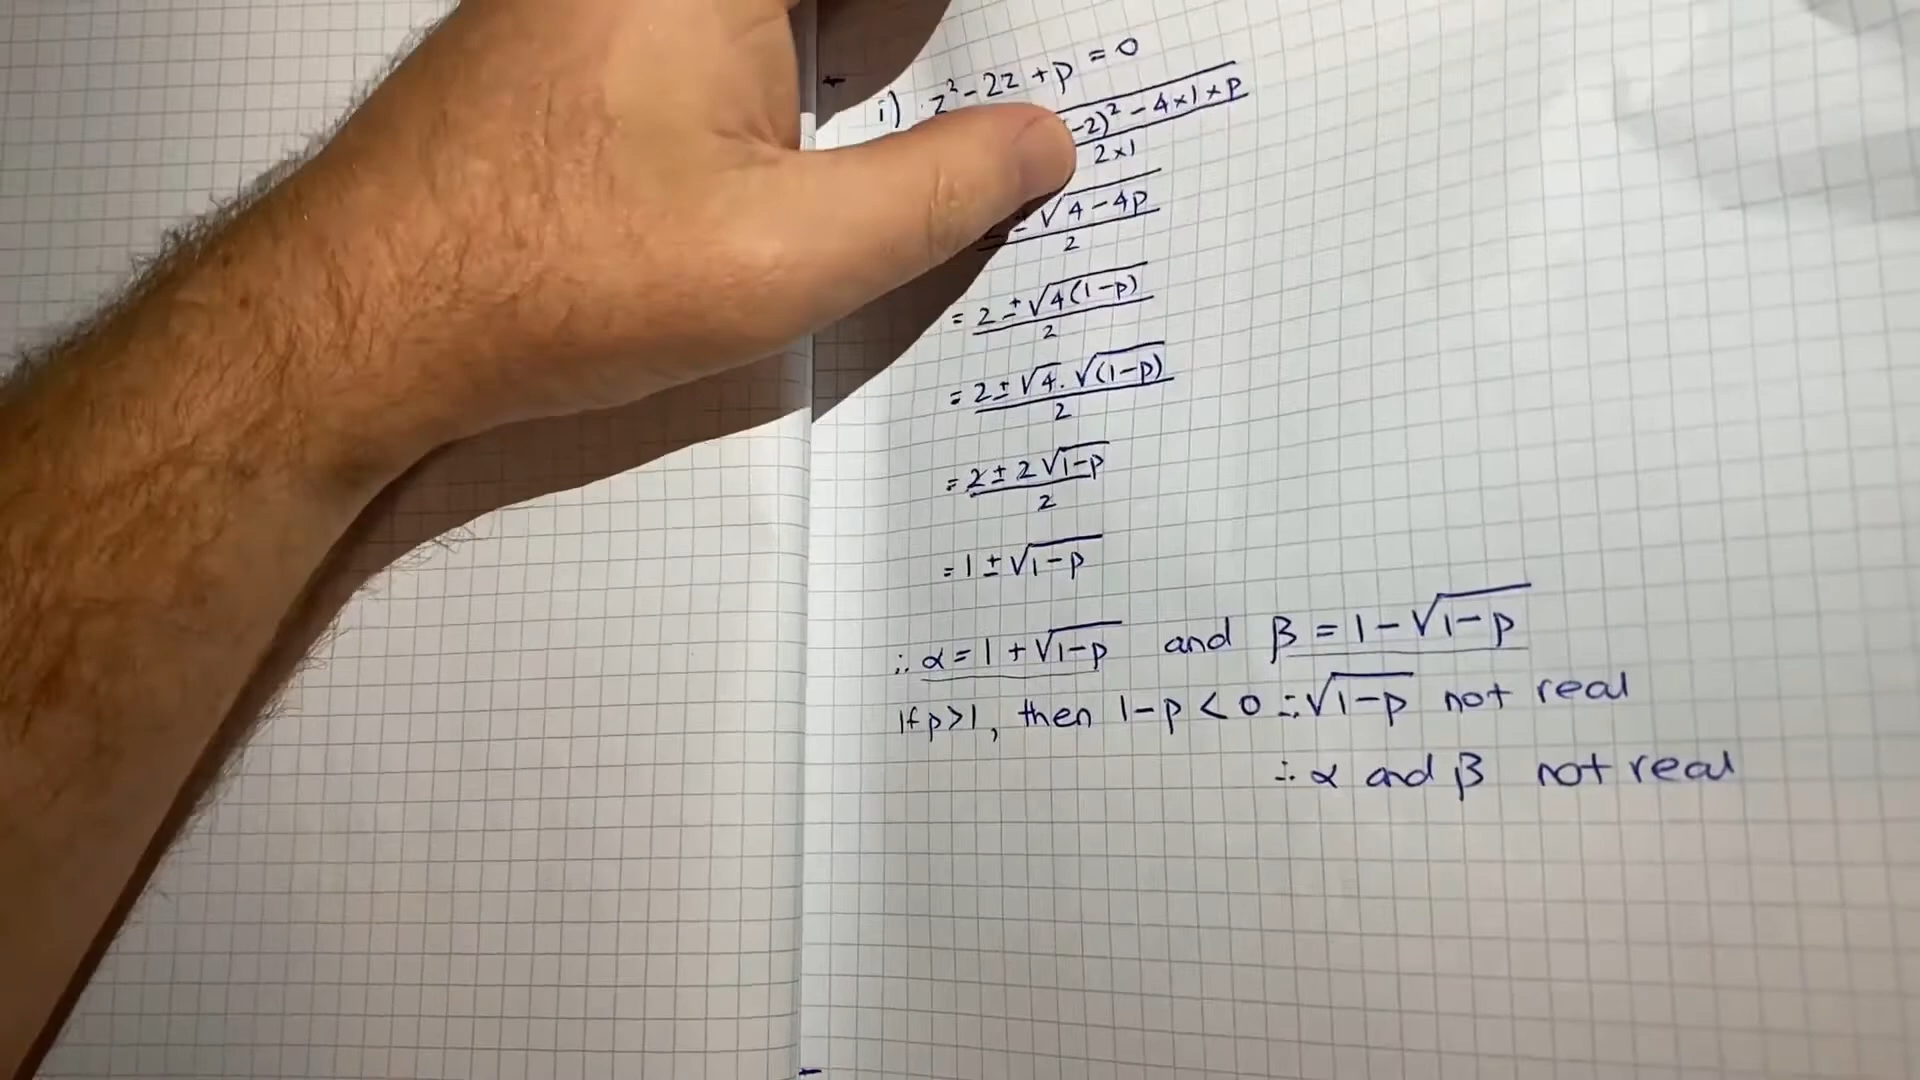 i) z² - 2z + p = 0
-2)² - 4×1×p
2×1
± √4-4p
2
= 2 ± √4(1-p)
2
= 2 ± √4 . √(1-p)
2
= 2 ± 2√1-p
2
= 1 ± √1-p
∴ α = 1 + √1-p and β = 1 - √1-p
If p>1, then 1-p < 0 ∴ √1-p not real
∴ α and β not real